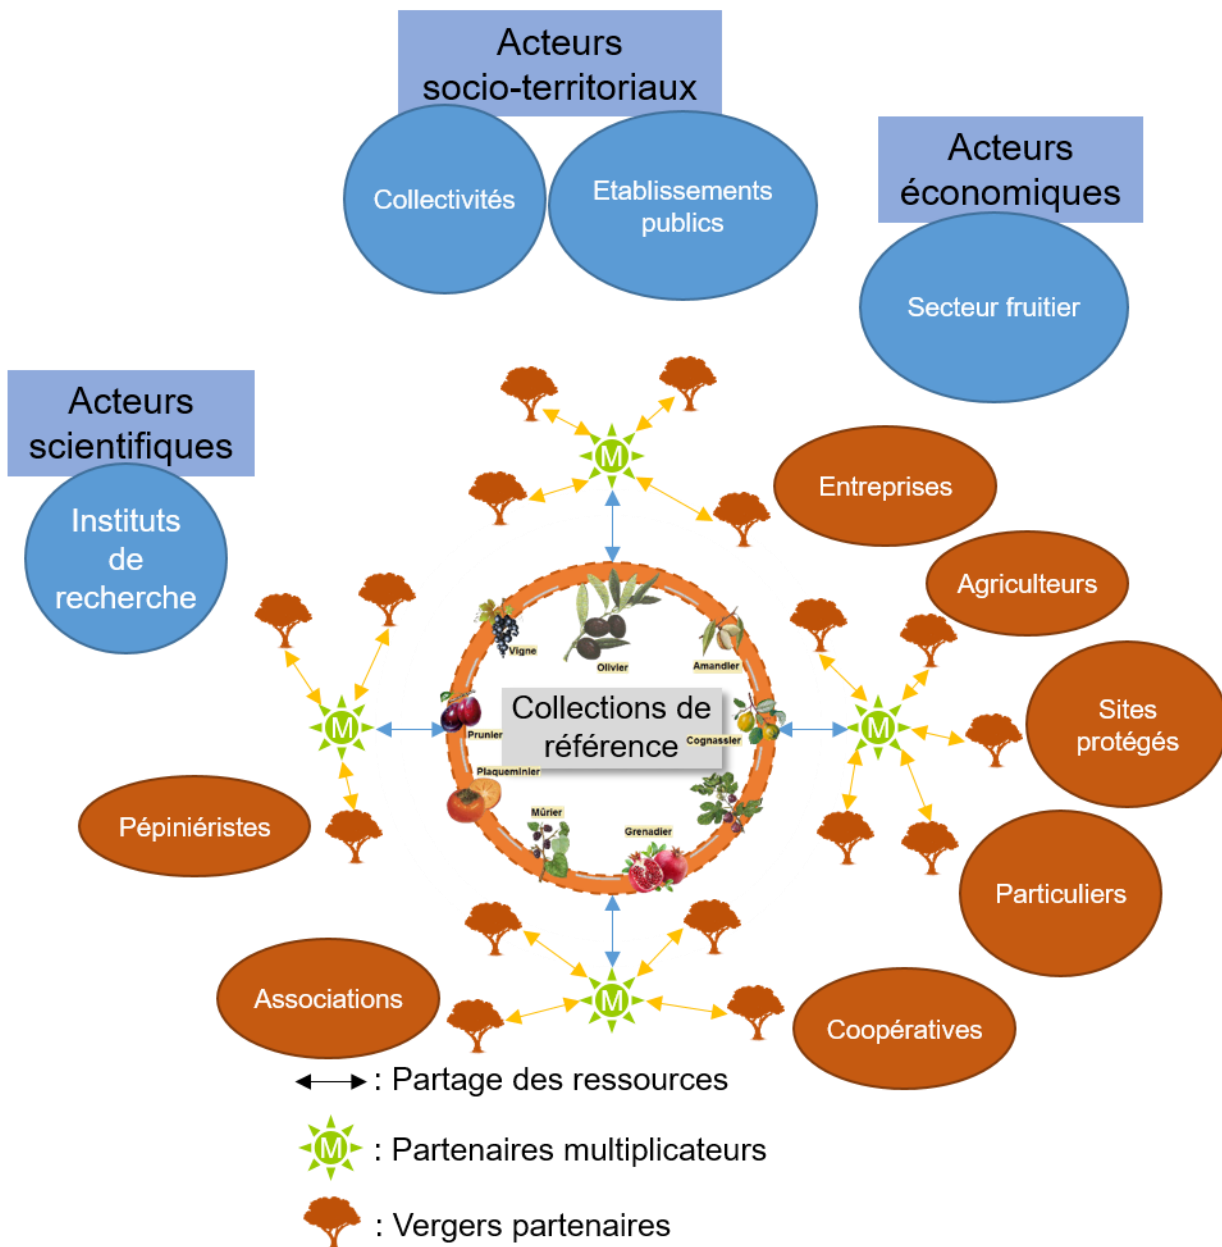 Acteurs
socio-territoriaux
Collectivités
Etablissements
publics
Acteurs
économiques
Secteur fruitier
Acteurs
scientifiques
Instituts
de
recherche
M
Entreprises
Agriculteurs
Vigne
Olivier
Amandier
Collections de
référence
Prunier
Cognassier
M
M
Sites
protégés
Plaqueminier
Mûrier
Grenadier
Pépiniéristes
Particuliers
Associations
M
Coopératives
: Partage des ressources
M : Partenaires multiplicateurs
: Vergers partenaires